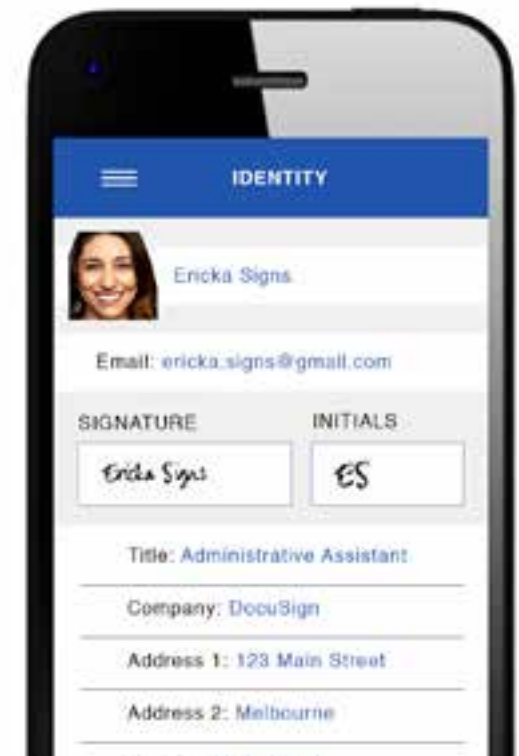 IDENTITY
Ericka Signs
Email: ericka.signs@gmail.com
SIGNATURE INITIALS
Ericka Signs ES
Title: Administrative Assistant
Company: DocuSign
Address 1: 123 Main Street
Address 2: Melbourne